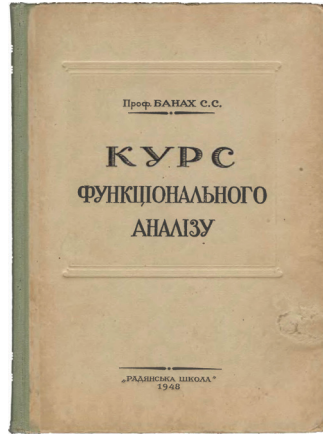 Проф. БАНАХ С.С.
КУРС
ФУНКЦІОНАЛЬНОГО
АНАЛІЗУ
„РАДЯНСЬКА ШКОЛА"
1948